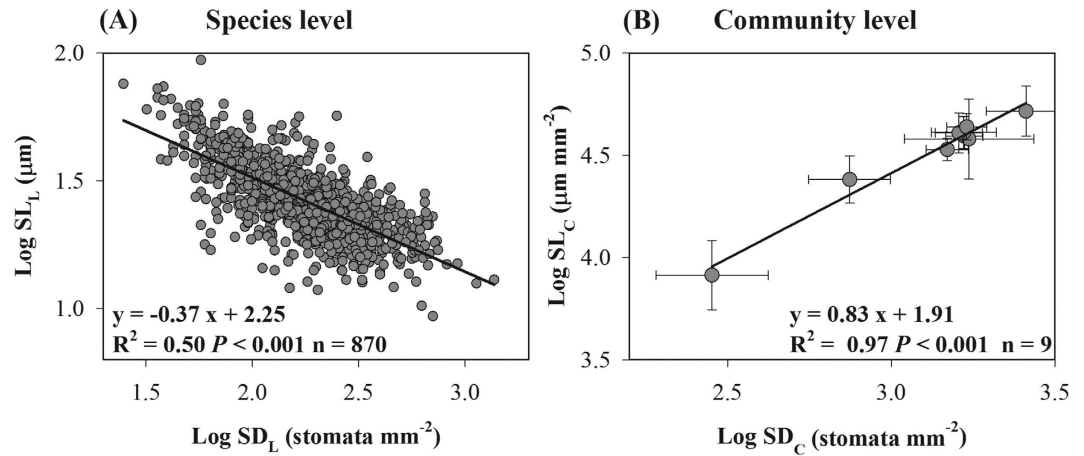 (A) Species level
2.0
1.5
1.0
Log SL_L (µm)
y = -0.37 x + 2.25
R² = 0.50 P < 0.001 n = 870
1.5 2.0 2.5 3.0
Log SD_L (stomata mm⁻²)
(B) Community level
5.0
4.5
4.0
3.5
Log SL_C (µm mm⁻²)
y = 0.83 x + 1.91
R² = 0.97 P < 0.001 n = 9
2.5 3.0 3.5
Log SD_C (stomata mm⁻²)